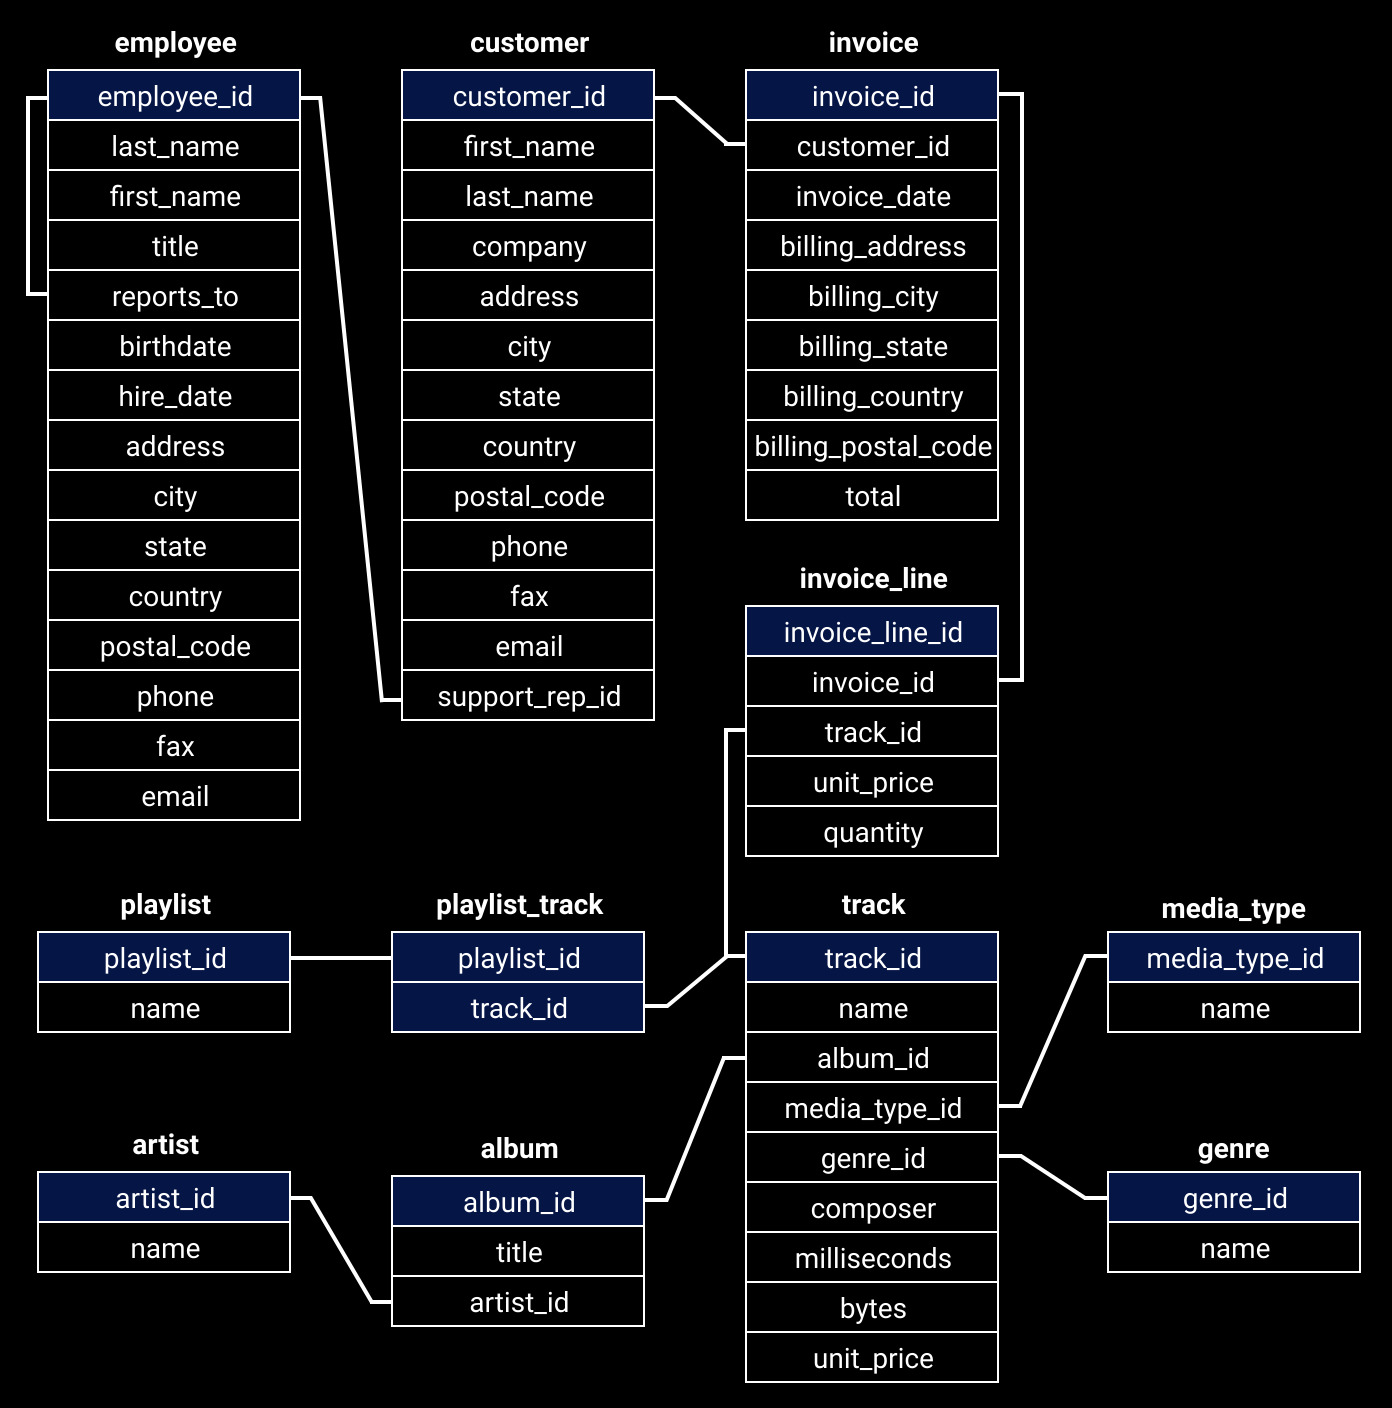 employee
employee_id
last_name
first_name
title
reports_to
birthdate
hire_date
address
city
state
country
postal_code
phone
fax
email
customer
customer_id
first_name
last_name
company
address
city
state
country
postal_code
phone
fax
email
support_rep_id
invoice
invoice_id
customer_id
invoice_date
billing_address
billing_city
billing_state
billing_country
billing_postal_code
total
invoice_line
invoice_line_id
invoice_id
track_id
unit_price
quantity
playlist
playlist_id
name
playlist_track
playlist_id
track_id
track
track_id
name
album_id
media_type_id
genre_id
composer
milliseconds
bytes
unit_price
media_type
media_type_id
name
artist
artist_id
name
album
album_id
title
artist_id
genre
genre_id
name